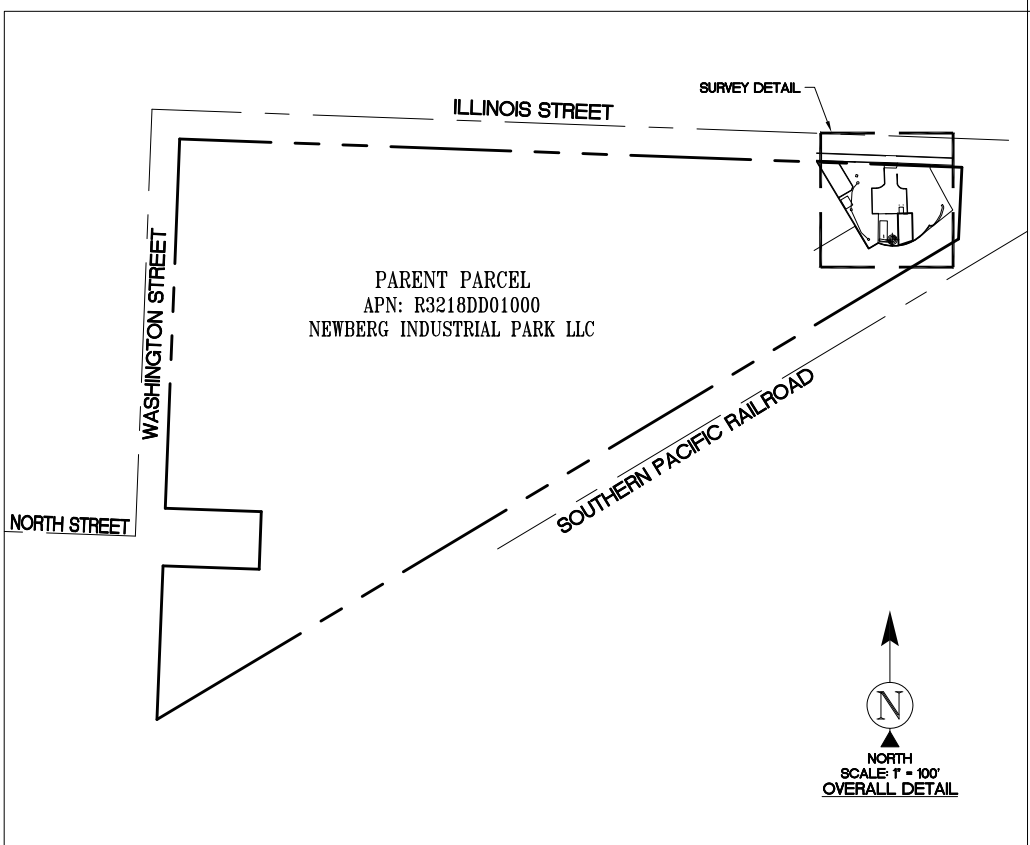 SURVEY DETAIL
ILLINOIS STREET
WASHINGTON STREET
PARENT PARCEL
APN: R3218DD01000
NEWBERG INDUSTRIAL PARK LLC
SOUTHERN PACIFIC RAILROAD
NORTH STREET
N
NORTH
SCALE: 1" = 100'
OVERALL DETAIL